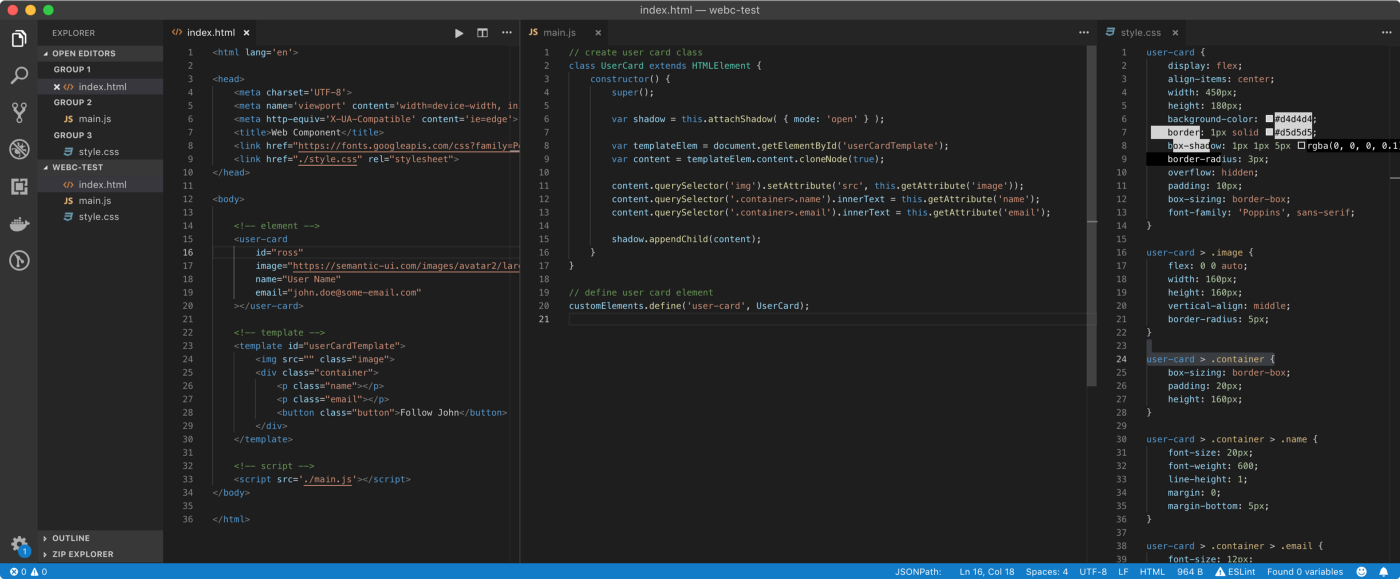 index.html — webc-test
EXPLORER
OPEN EDITORS
GROUP 1
index.html
GROUP 2
JS main.js
GROUP 3
style.css
WEBC-TEST
index.html
JS main.js
style.css
OUTLINE
ZIP EXPLORER
1
index.html
1 <html lang='en'>
2
3 <head>
4 <meta charset='UTF-8'>
5 <meta name='viewport' content='width=device-width, in
6 <meta http-equiv='X-UA-Compatible' content='ie=edge'>
7 <title>Web Component</title>
8 <link href="https://fonts.googleapis.com/css?family=P
9 <link href="./style.css" rel="stylesheet">
10 </head>
11
12 <body>
13
14 <!-- element -->
15 <user-card
16 id="ross"
17 image="https://semantic-ui.com/images/avatar2/lar
18 name="User Name"
19 email="john.doe@some-email.com"
20 ></user-card>
21
22 <!-- template -->
23 <template id="userCardTemplate">
24 <img src="" class="image">
25 <div class="container">
26 <p class="name"></p>
27 <p class="email"></p>
28 <button class="button">Follow John</button>
29 </div>
30 </template>
31
32 <!-- script -->
33 <script src='./main.js'></script>
34 </body>
35
36 </html>
JS main.js
1 // create user card class
2 class UserCard extends HTMLElement {
3 constructor() {
4 super();
5
6 var shadow = this.attachShadow( { mode: 'open' } );
7
8 var templateElem = document.getElementById('userCardTemplate');
9 var content = templateElem.content.cloneNode(true);
10
11 content.querySelector('img').setAttribute('src', this.getAttribute('image'));
12 content.querySelector('.container>.name').innerText = this.getAttribute('name');
13 content.querySelector('.container>.email').innerText = this.getAttribute('email');
14
15 shadow.appendChild(content);
16 }
17 }
18
19 // define user card element
20 customElements.define('user-card', UserCard);
21
style.css
1 user-card {
2 display: flex;
3 align-items: center;
4 width: 450px;
5 height: 180px;
6 background-color: #d4d4d4;
7 border: 1px solid #d5d5d5;
8 box-shadow: 1px 1px 5px rgba(0, 0, 0, 0.1
9 border-radius: 3px;
10 overflow: hidden;
11 padding: 10px;
12 box-sizing: border-box;
13 font-family: 'Poppins', sans-serif;
14 }
15
16 user-card > .image {
17 flex: 0 0 auto;
18 width: 160px;
19 height: 160px;
20 vertical-align: middle;
21 border-radius: 5px;
22 }
23
24 user-card > .container {
25 box-sizing: border-box;
26 padding: 20px;
27 height: 160px;
28 }
29
30 user-card > .container > .name {
31 font-size: 20px;
32 font-weight: 600;
33 line-height: 1;
34 margin: 0;
35 margin-bottom: 5px;
36 }
37
38 user-card > .container > .email {
39 font-size: 12px;
0 0
JSONPath: Ln 16, Col 18 Spaces: 4 UTF-8 LF HTML 964 B ESLint Found 0 variables